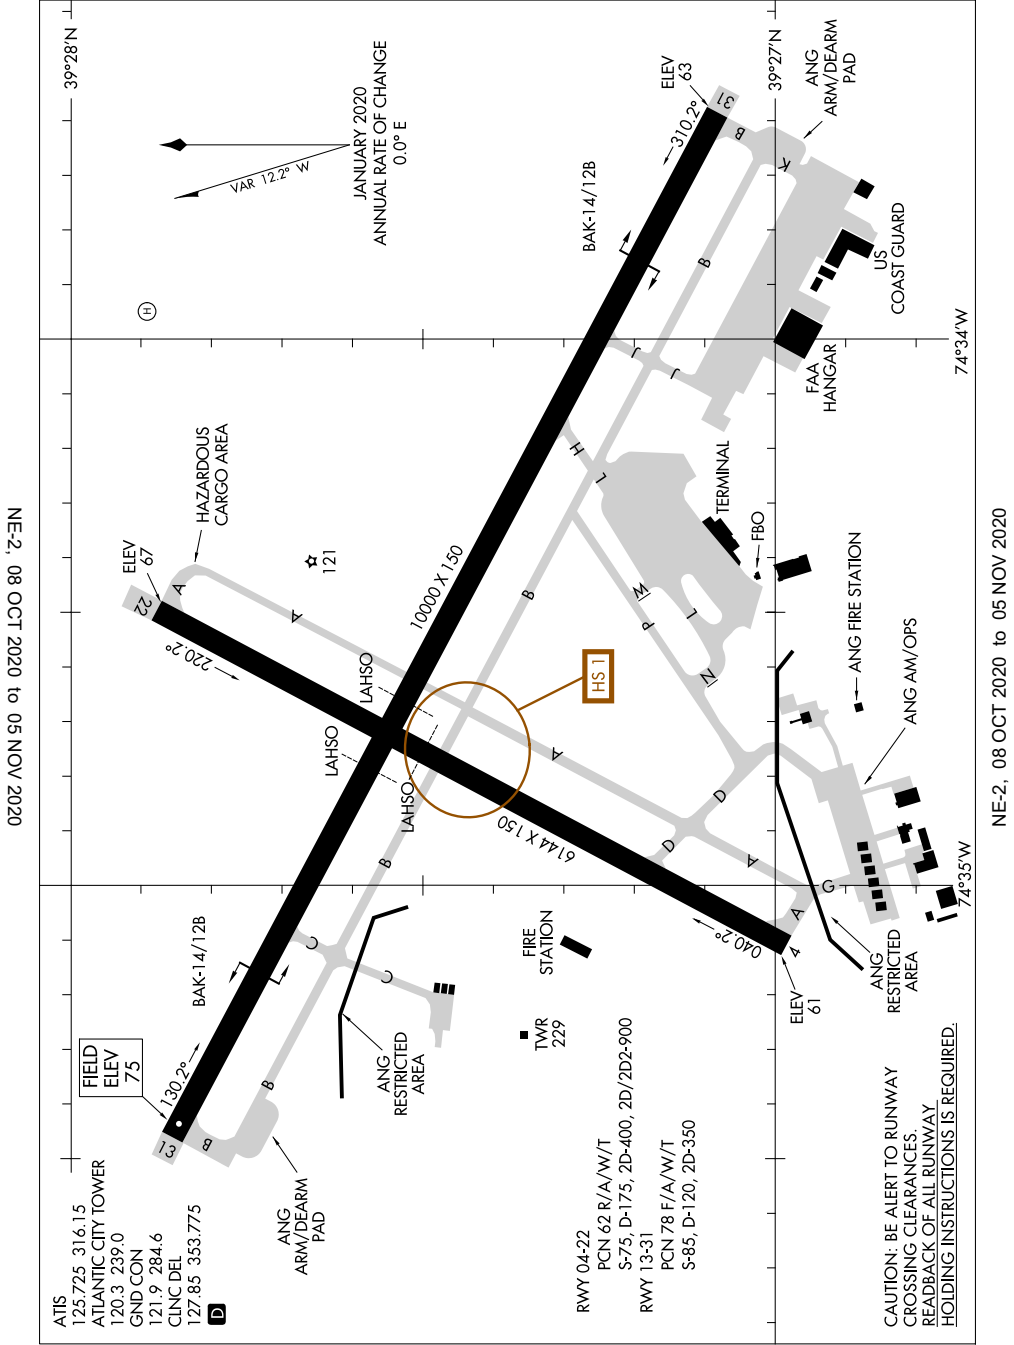 NE-2, 08 OCT 2020 to 05 NOV 2020
ATIS
125.725 316.15
ATLANTIC CITY TOWER
120.3 239.0
GND CON
121.9 284.6
CLNC DEL
127.85 353.775
D
FIELD
ELEV
75
13
130.2°
B
ANG
ARM/DEARM
PAD
B
BAK-14/12B
C
C
B
ANG
RESTRICTED
AREA
FIRE
STATION
TWR
229
RWY 04-22
PCN 62 R/A/W/T
S-75, D-175, 2D-400, 2D/2D2-900
RWY 13-31
PCN 78 F/A/W/T
S-85, D-120, 2D-350
CAUTION: BE ALERT TO RUNWAY
CROSSING CLEARANCES.
READBACK OF ALL RUNWAY
HOLDING INSTRUCTIONS IS REQUIRED.
ELEV
67
22
220.2°
A
HAZARDOUS
CARGO AREA
A
121
LAHSO
LAHSO
LAHSO
10000 X 150
6144 X 150
HS 1
B
A
D
D
A
A
G
4
040.2°
ELEV
61
ANG
RESTRICTED
AREA
74°35'W
ANG AM/OPS
ANG FIRE STATION
FBO
TERMINAL
N
M
P
L
L
H
J
J
B
BAK-14/12B
310.2°
31
ELEV
63
B
K
ANG
ARM/DEARM
PAD
US
COAST GUARD
FAA
HANGAR
74°34'W
39°28'N
39°27'N
VAR 12.2° W
JANUARY 2020
ANNUAL RATE OF CHANGE
0.0° E
H
NE-2, 08 OCT 2020 to 05 NOV 2020